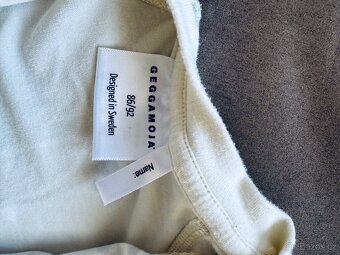 GEGGAMOJA
86/92
Designed in Sweden
Name: